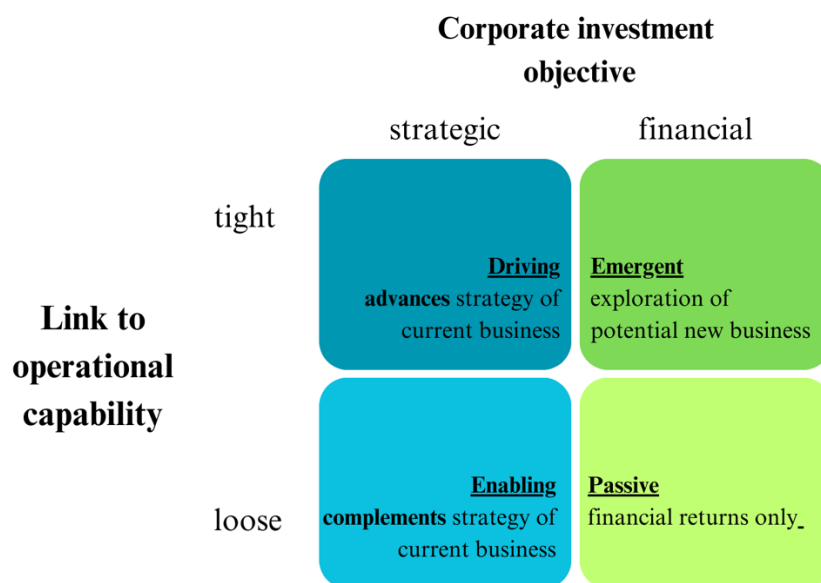 Corporate investment
objective
strategic
financial
tight
Driving
advances strategy of
current business
Emergent
exploration of
potential new business
Link to
operational
capability
loose
Enabling
complements strategy of
current business
Passive
financial returns only_